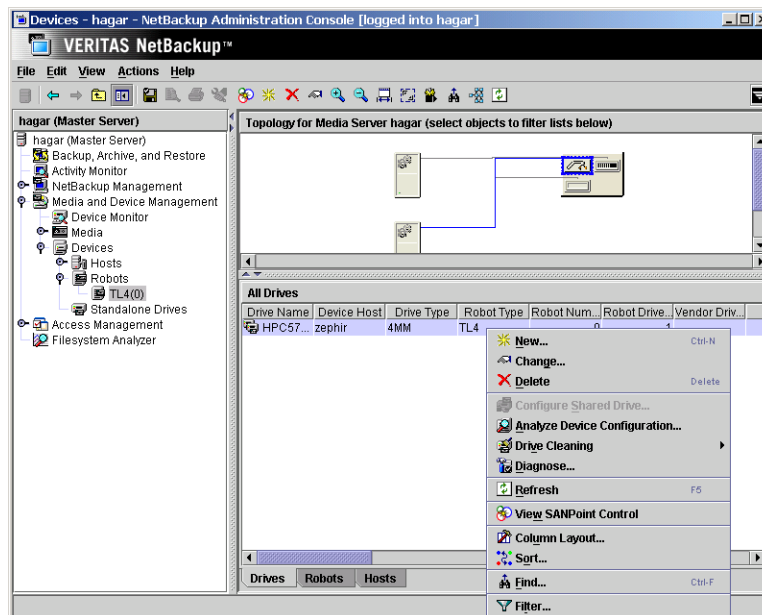 Devices - hagar - NetBackup Administration Console [logged into hagar]
VERITAS NetBackup™
File Edit View Actions Help
hagar (Master Server)
hagar (Master Server)
Backup, Archive, and Restore
Activity Monitor
NetBackup Management
Media and Device Management
Device Monitor
Media
Devices
Hosts
Robots
TL4(0)
Standalone Drives
Access Management
Filesystem Analyzer
Topology for Media Server hagar (select objects to filter lists below)
All Drives
Drive Name Device Host Drive Type Robot Type Robot Num... Robot Drive... Vendor Driv...
HPC57... zephir 4MM TL4 0 1
New... Ctrl-N
Change...
Delete Delete
Configure Shared Drive...
Analyze Device Configuration...
Drive Cleaning
Diagnose...
Refresh F5
View SANPoint Control
Column Layout...
Sort...
Find... Ctrl-F
Filter...
Drives Robots Hosts